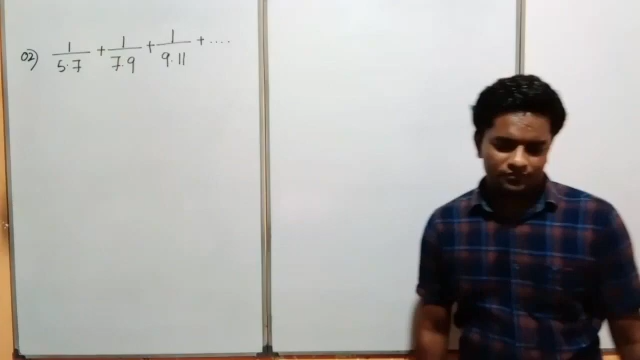 02) 1/5·7 + 1/7·9 + 1/9·11 + ....